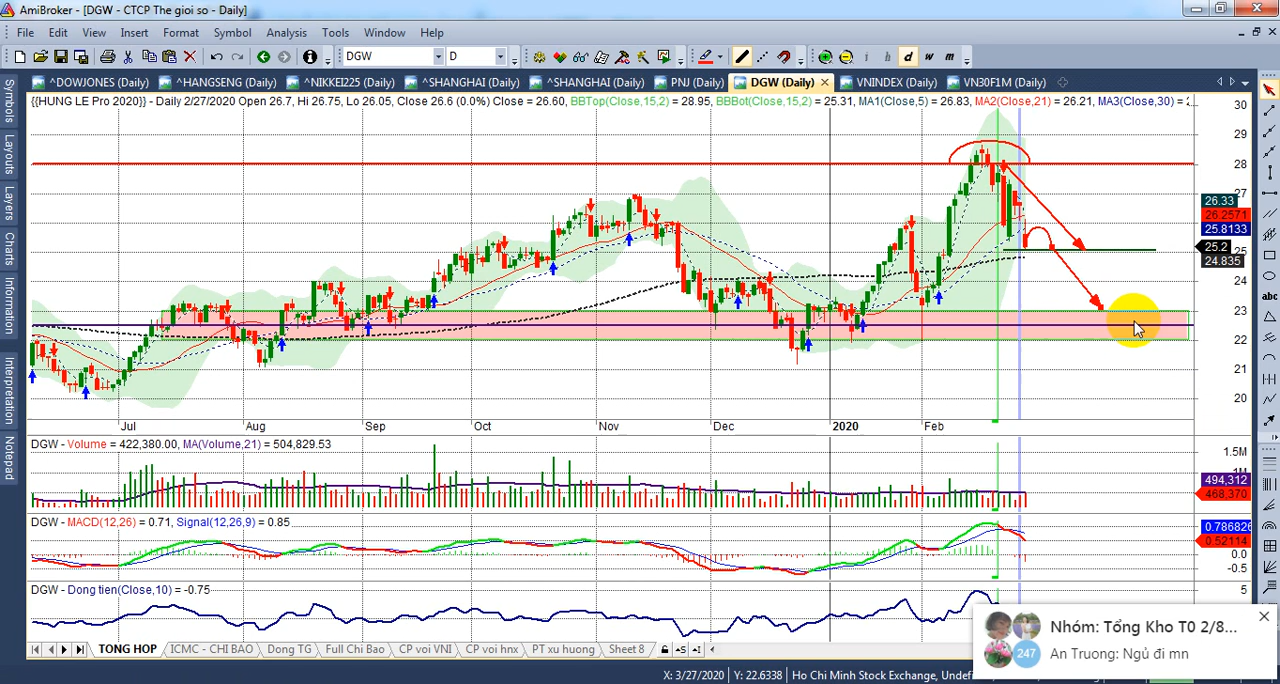 AmiBroker - [DGW - CTCP The gioi so - Daily]
File Edit View Insert Format Symbol Analysis Tools Window Help
DGW D i h d w m
^DOWJONES (Daily) ^HANGSENG (Daily) ^NIKKEI225 (Daily) ^SHANGHAI (Daily) ^SHANGHAI (Daily) PNJ (Daily) DGW (Daily) VNINDEX (Daily) VN30F1M (Daily)
{{HUNG LE Pro 2020}} - Daily 2/27/2020 Open 26.7, Hi 26.75, Lo 26.05, Close 26.6 (0.0%) Close = 26.60, BBTop(Close,15,2) = 28.95, BBBot(Close,15,2) = 25.31, MA1(Close,5) = 26.83, MA2(Close,21) = 26.21, MA3(Close,30) = 2
Symbols
Layouts
Layers
Charts
Information
Interpretation
Notepad
30
29
28
27
26.33
26.2571
25.8133
25.2
25
24.835
24
23
22
21
20
abc
Jul Aug Sep Oct Nov Dec 2020 Feb
DGW - Volume = 422,380.00, MA(Volume,21) = 504,829.53
1.5M
1M
494,312
468,370
DGW - MACD(12,26) = 0.71, Signal(12,26,9) = 0.85
0.786826
0.52114
0.0
-0.5
DGW - Dong tien(Close,10) = -0.75
5
Nhóm: Tổng Kho T0 2/8...
247
An Truong: Ngủ đi mn
TONG HOP ICMC - CHI BAO Dong TG Full Chi Bao CP voi VNI CP voi hnx PT xu huong Sheet 8
X: 3/27/2020 Y: 22.6338 Ho Chi Minh Stock Exchange, Undef